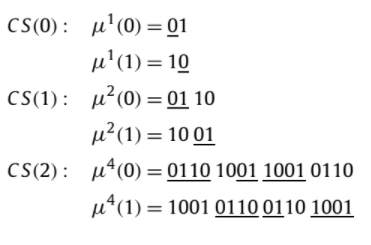 CS(0): μ¹(0) = 01
μ¹(1) = 10
CS(1): μ²(0) = 01 10
μ²(1) = 10 01
CS(2): μ⁴(0) = 0110 1001 1001 0110
μ⁴(1) = 1001 0110 0110 1001